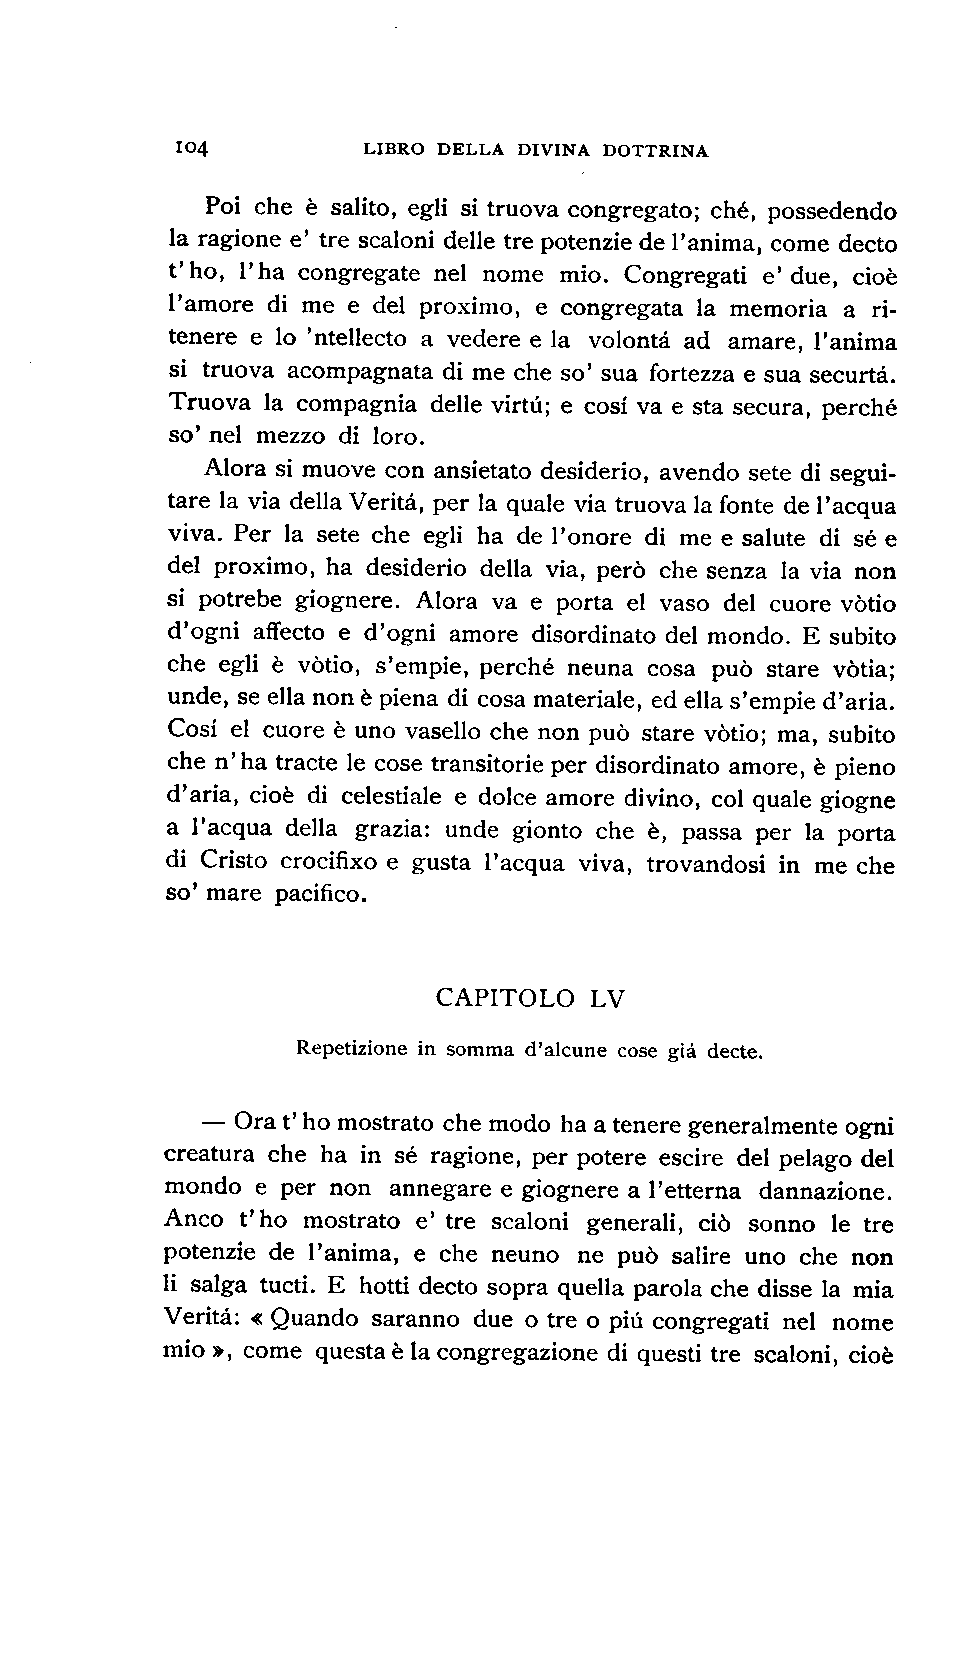 104 LIBRO DELLA DIVINA DOTTRINA
Poi che è salito, egli si truova congregato; ché, possedendo
la ragione e' tre scaloni delle tre potenzie de l'anima, come decto
t'ho, l'ha congregate nel nome mio. Congregati e' due, cioè
l'amore di me e del proximo, e congregata la memoria a ri-
tenere e lo 'ntellecto a vedere e la volontá ad amare, l'anima
si truova acompagnata di me che so' sua fortezza e sua securtá.
Truova la compagnia delle virtú; e cosí va e sta secura, perché
so' nel mezzo di loro.
Alora si muove con ansietato desiderio, avendo sete di segui-
tare la via della Veritá, per la quale via truova la fonte de l'acqua
viva. Per la sete che egli ha de l'onore di me e salute di sé e
del proximo, ha desiderio della via, però che senza la via non
si potrebe giognere. Alora va e porta el vaso del cuore vòtio
d'ogni affecto e d'ogni amore disordinato del mondo. E subito
che egli è vòtio, s'empie, perché neuna cosa può stare vòtia;
unde, se ella non è piena di cosa materiale, ed ella s'empie d'aria.
Cosí el cuore è uno vasello che non può stare vòtio; ma, subito
che n'ha tracte le cose transitorie per disordinato amore, è pieno
d'aria, cioè di celestiale e dolce amore divino, col quale giogne
a l'acqua della grazia: unde gionto che è, passa per la porta
di Cristo crocifixo e gusta l'acqua viva, trovandosi in me che
so' mare pacifico.
CAPITOLO LV
Repetizione in somma d'alcune cose giá decte.
— Ora t'ho mostrato che modo ha a tenere generalmente ogni
creatura che ha in sé ragione, per potere escire del pelago del
mondo e per non annegare e giognere a l'etterna dannazione.
Anco t'ho mostrato e' tre scaloni generali, ciò sonno le tre
potenzie de l'anima, e che neuno ne può salire uno che non
li salga tucti. E hotti decto sopra quella parola che disse la mia
Veritá: « Quando saranno due o tre o piú congregati nel nome
mio », come questa è la congregazione di questi tre scaloni, cioè